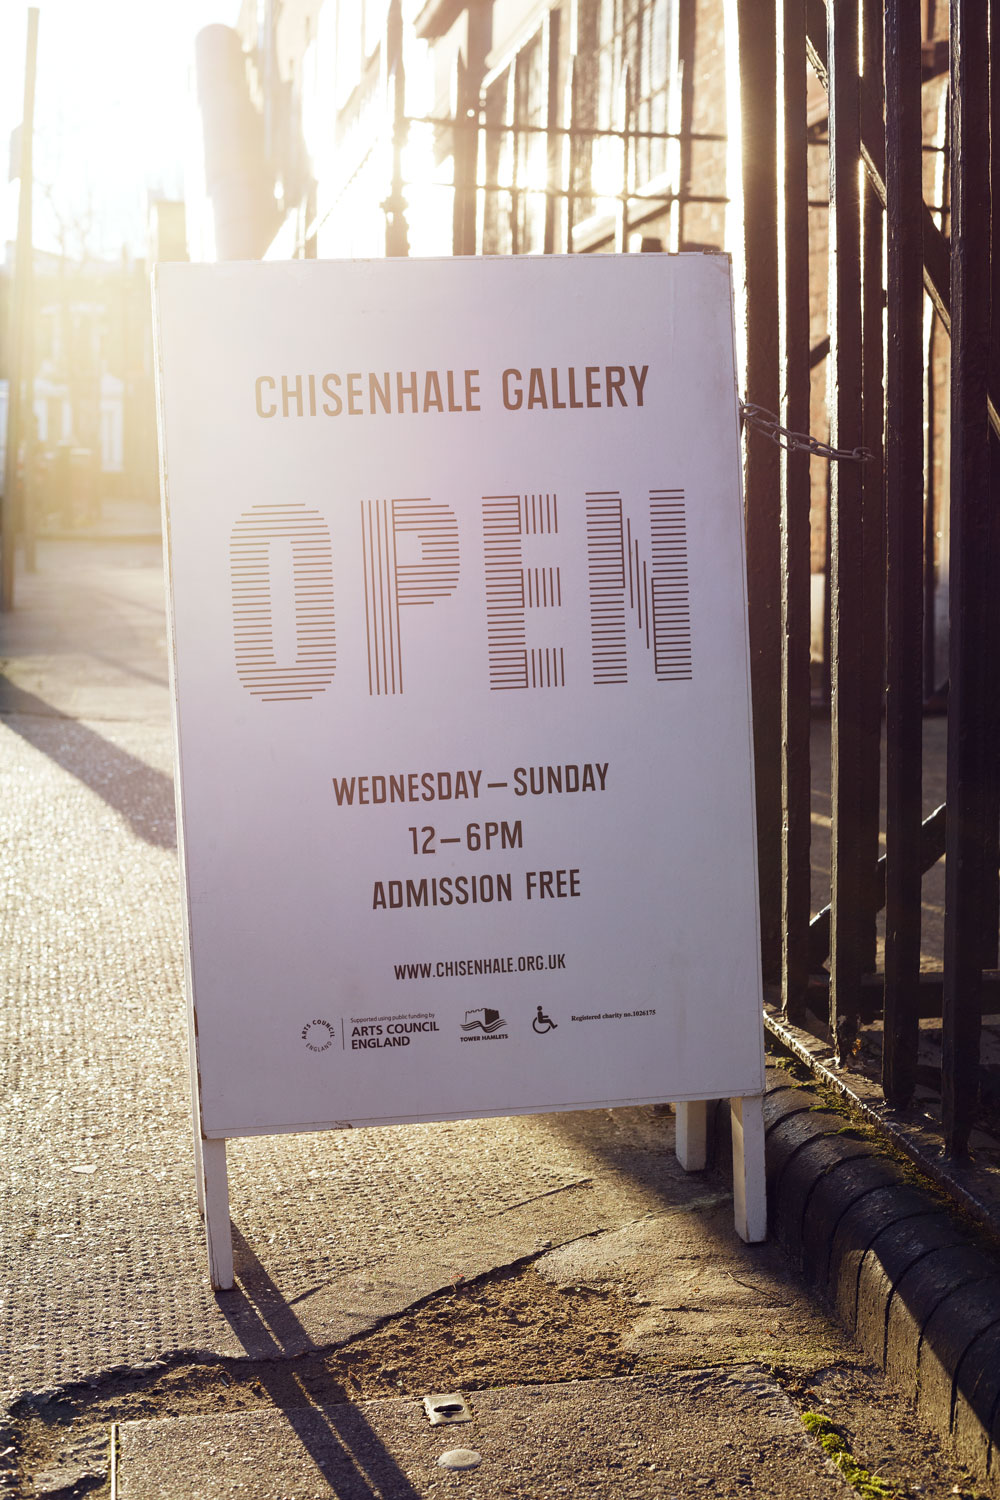 CHISENHALE GALLERY
OPEN
WEDNESDAY – SUNDAY
12 – 6PM
ADMISSION FREE
WWW.CHISENHALE.ORG.UK
ARTS COUNCIL ENGLAND
Supported using public funding by
ARTS COUNCIL
ENGLAND
TOWER HAMLETS
Registered charity no.1026175